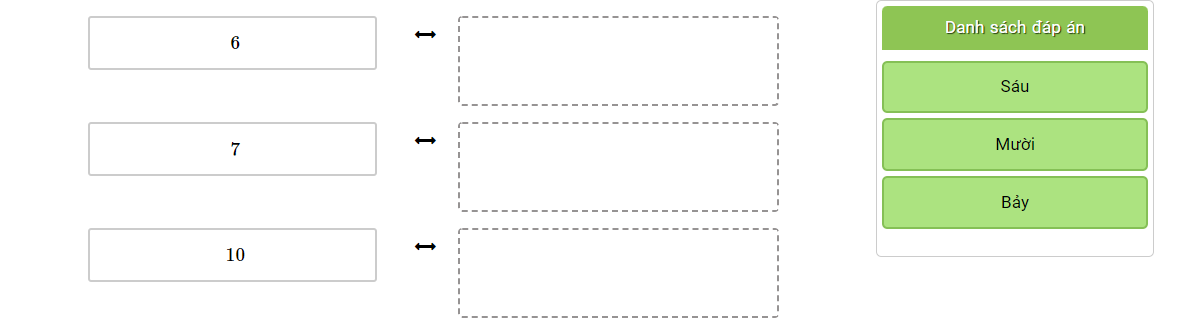 6
7
10
Danh sách đáp án
Sáu
Mười
Bảy